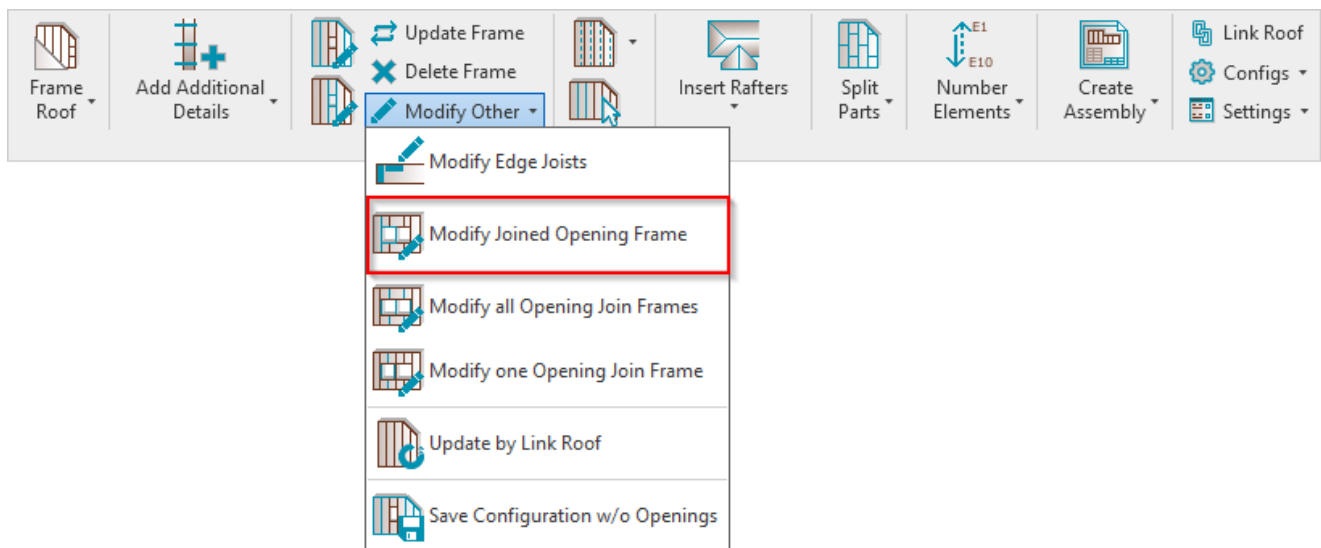 Frame
Roof
Add Additional
Details
Update Frame
Delete Frame
Modify Other
Insert Rafters
Split
Parts
E1
E10
Number
Elements
Create
Assembly
Link Roof
Configs
Settings
Modify Edge Joists
Modify Joined Opening Frame
Modify all Opening Join Frames
Modify one Opening Join Frame
Update by Link Roof
Save Configuration w/o Openings